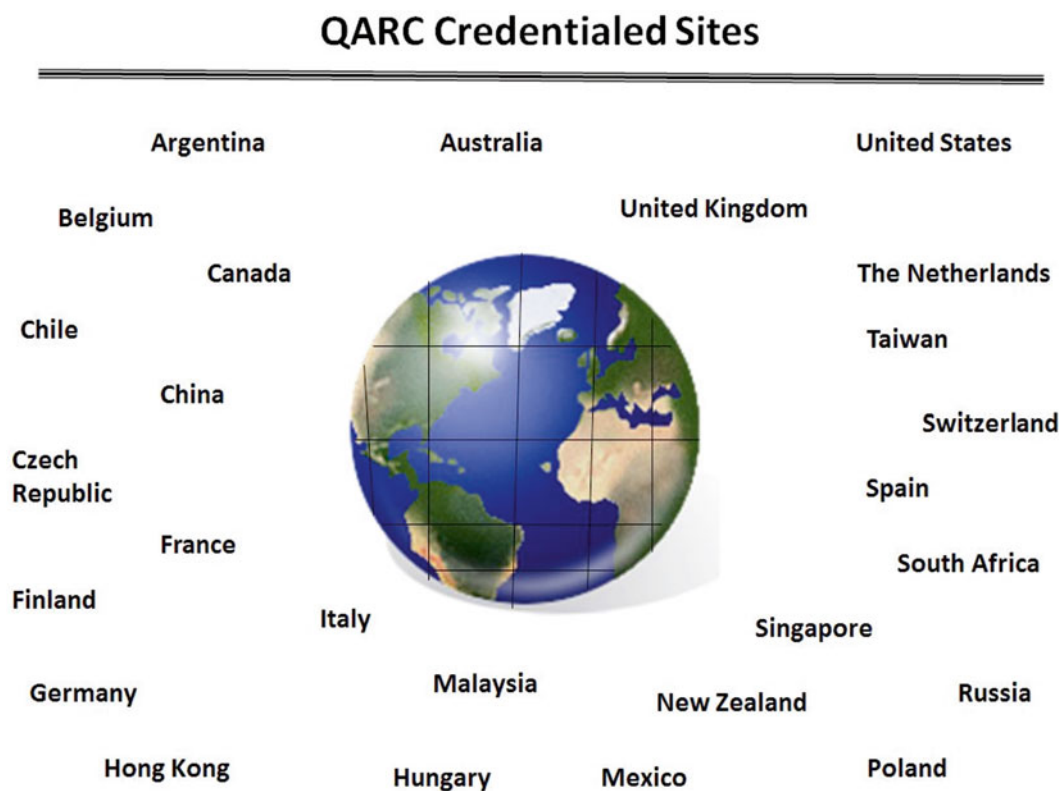 QARC Credentialed Sites
Argentina
Australia
United States
Belgium
United Kingdom
Canada
The Netherlands
Chile
Taiwan
China
Switzerland
Czech
Republic
Spain
France
South Africa
Finland
Italy
Singapore
Germany
Malaysia
New Zealand
Russia
Hong Kong
Hungary
Mexico
Poland